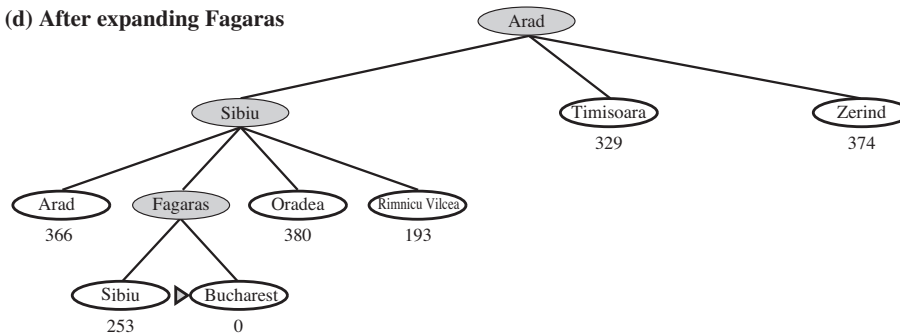 (d) After expanding Fagaras
Arad
Sibiu
Timisoara
Zerind
329
374
Arad
Fagaras
Oradea
Rimnicu Vilcea
366
380
193
Sibiu
Bucharest
253
0